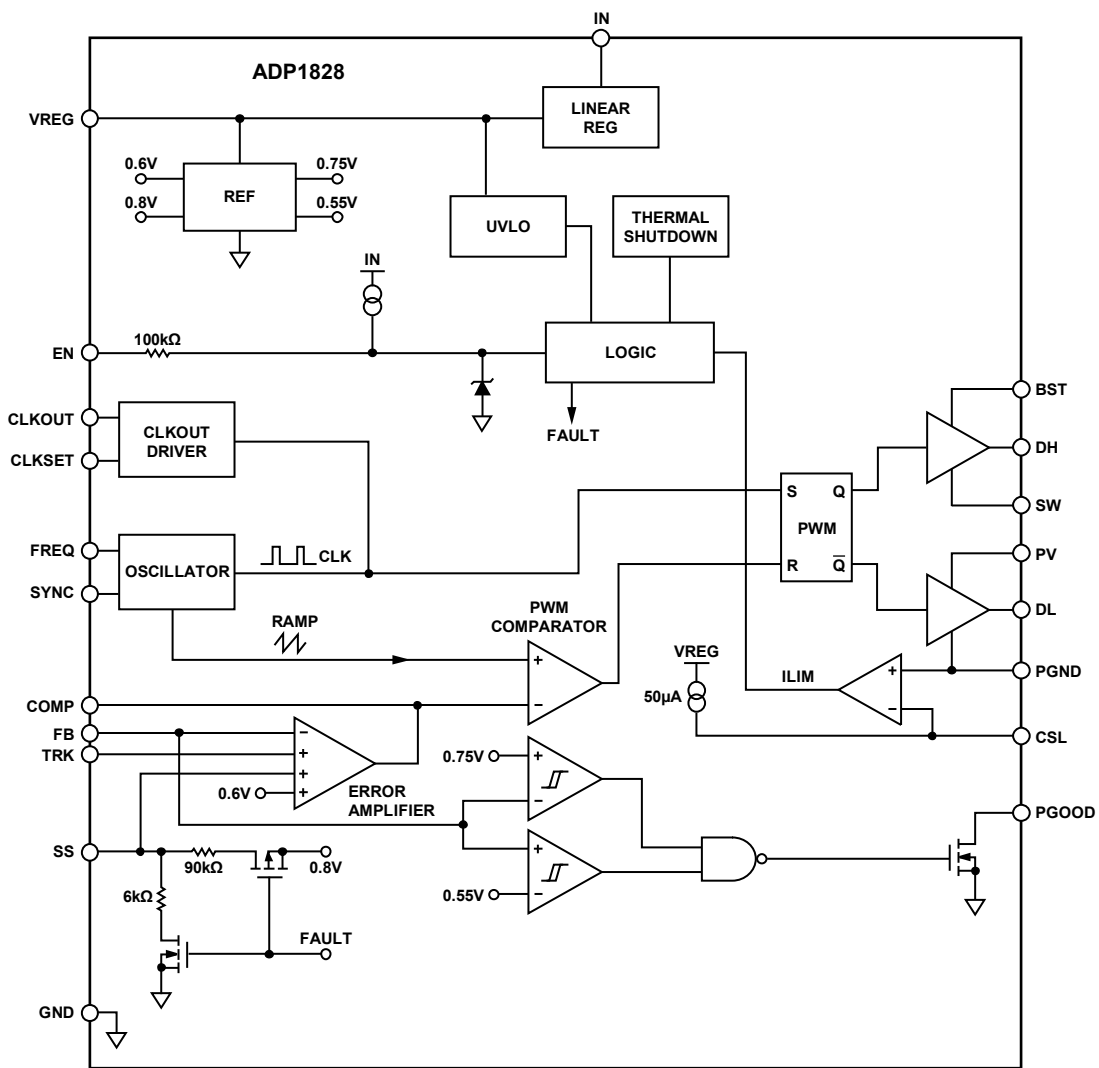 IN
ADP1828
LINEAR
REG
VREG
0.6V
0.75V
REF
0.8V
0.55V
UVLO
THERMAL
SHUTDOWN
IN
100kΩ
EN
LOGIC
FAULT
CLKOUT
CLKSET
CLKOUT
DRIVER
BST
DH
SW
S
Q
PWM
R
Q̅
FREQ
SYNC
OSCILLATOR
CLK
PV
DL
RAMP
PWM
COMPARATOR
+
−
VREG
50µA
ILIM
+
−
PGND
CSL
COMP
FB
TRK
−
+
+
+
0.6V
ERROR
AMPLIFIER
0.75V
+
−
+
−
0.55V
PGOOD
SS
90kΩ
0.8V
6kΩ
FAULT
GND